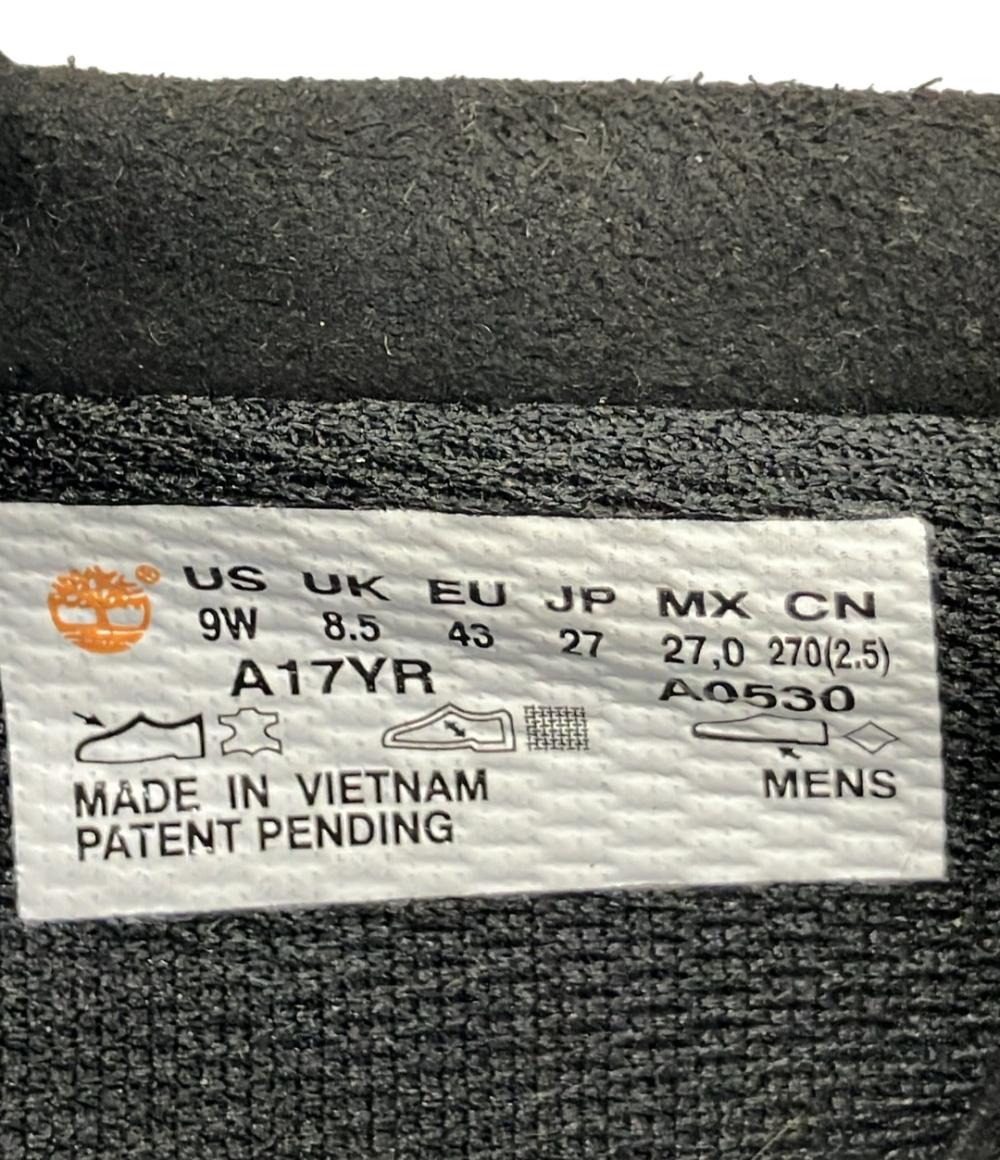 ® US UK EU JP MX CN
9W 8.5 43 27 27,0 270(2.5)
A17YR A0530
MADE IN VIETNAM MENS
PATENT PENDING